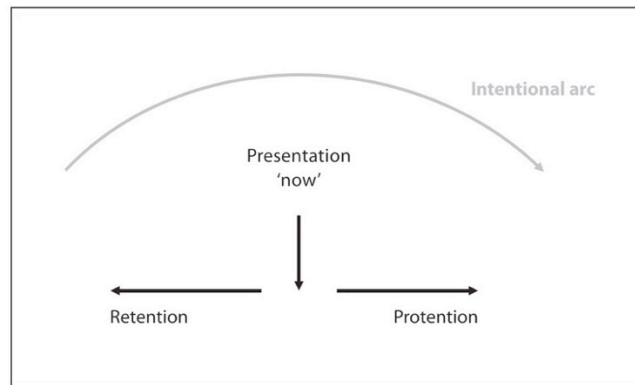 Intentional arc
Presentation
‘now’
Retention
Protention